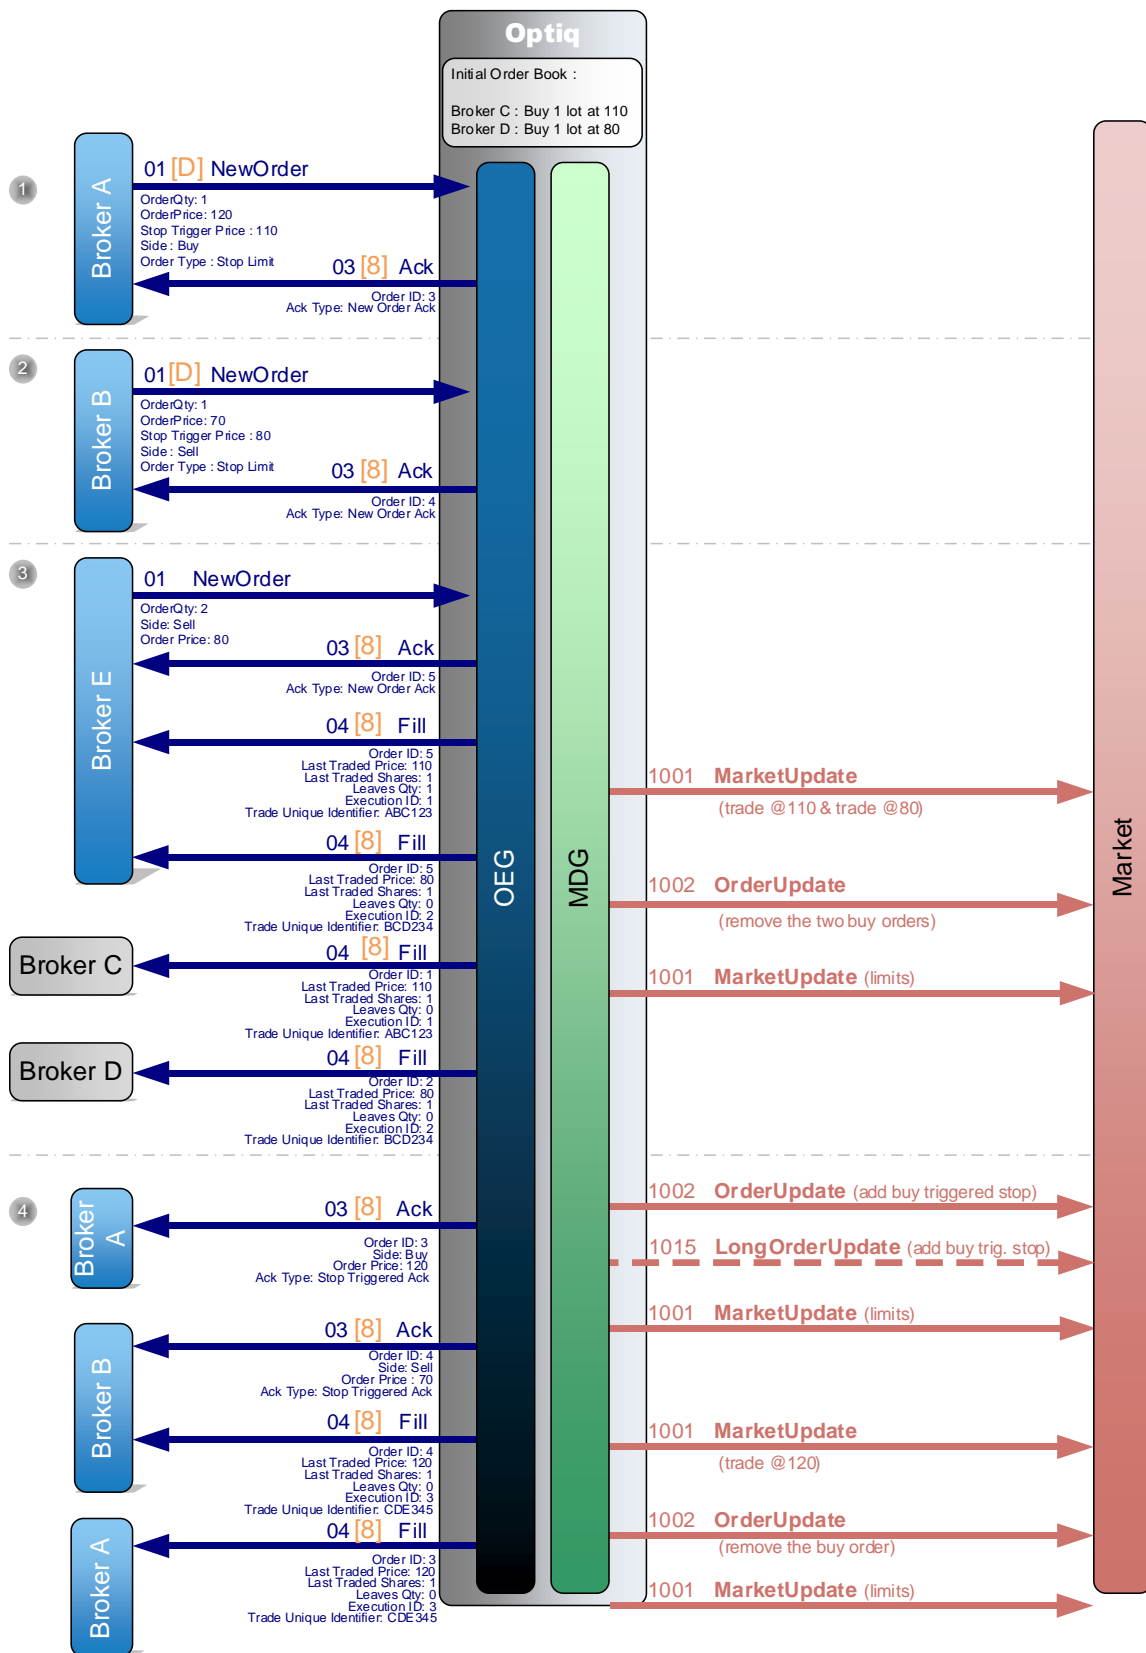 Optiq
Initial Order Book :
Broker C : Buy 1 lot at 110
Broker D : Buy 1 lot at 80
1
Broker A
01 [D] NewOrder
OrderQty: 1
OrderPrice: 120
Stop Trigger Price : 110
Side : Buy
Order Type : Stop Limit
03 [8] Ack
Order ID: 3
Ack Type: New Order Ack
2
Broker B
01 [D] NewOrder
OrderQty: 1
OrderPrice: 70
Stop Trigger Price : 80
Side : Sell
Order Type : Stop Limit
03 [8] Ack
Order ID: 4
Ack Type: New Order Ack
3
Broker E
01 NewOrder
OrderQty: 2
Side: Sell
Order Price: 80
03 [8] Ack
Order ID: 5
Ack Type: New Order Ack
04 [8] Fill
Order ID: 5
Last Traded Price: 110
Last Traded Shares: 1
Leaves Qty: 1
Execution ID: 1
Trade Unique Identifier: ABC123
04 [8] Fill
Order ID: 5
Last Traded Price: 80
Last Traded Shares: 1
Leaves Qty: 0
Execution ID: 2
Trade Unique Identifier: BCD234
Broker C
04 [8] Fill
Order ID: 1
Last Traded Price: 110
Last Traded Shares: 1
Leaves Qty: 0
Execution ID: 1
Trade Unique Identifier: ABC123
Broker D
04 [8] Fill
Order ID: 2
Last Traded Price: 80
Last Traded Shares: 1
Leaves Qty: 0
Execution ID: 2
Trade Unique Identifier: BCD234
OEG
MDG
1001 MarketUpdate
(trade @110 & trade @80)
1002 OrderUpdate
(remove the two buy orders)
1001 MarketUpdate (limits)
Market
4
Broker
A
03 [8] Ack
Order ID: 3
Side: Buy
Order Price: 120
Ack Type: Stop Triggered Ack
Broker B
03 [8] Ack
Order ID: 4
Side: Sell
Order Price : 70
Ack Type: Stop Triggered Ack
04 [8] Fill
Order ID: 4
Last Traded Price: 120
Last Traded Shares: 1
Leaves Qty: 0
Execution ID: 3
Trade Unique Identifier: CDE345
Broker A
04 [8] Fill
Order ID: 3
Last Traded Price: 120
Last Traded Shares: 1
Leaves Qty: 0
Execution ID: 3
Trade Unique Identifier: CDE345
1002 OrderUpdate (add buy triggered stop)
1015 LongOrderUpdate (add buy trig. stop)
1001 MarketUpdate (limits)
1001 MarketUpdate
(trade @120)
1002 OrderUpdate
(remove the buy order)
1001 MarketUpdate (limits)